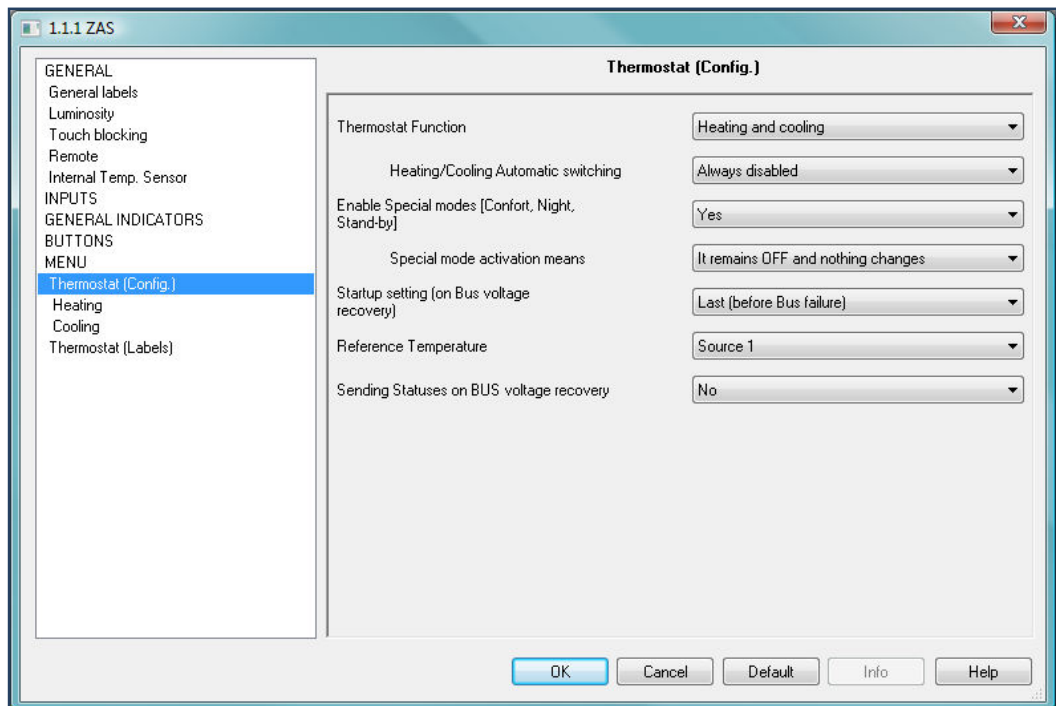 1.1.1 ZAS
GENERAL
General labels
Luminosity
Touch blocking
Remote
Internal Temp. Sensor
INPUTS
GENERAL INDICATORS
BUTTONS
MENU
Thermostat (Config.)
Heating
Cooling
Thermostat (Labels)
Thermostat (Config.)
Thermostat Function
Heating and cooling
Heating/Cooling Automatic switching
Always disabled
Enable Special modes [Confort, Night,
Stand-by]
Yes
Special mode activation means
It remains OFF and nothing changes
Startup setting (on Bus voltage
recovery)
Last (before Bus failure)
Reference Temperature
Source 1
Sending Statuses on BUS voltage recovery
No
OK
Cancel
Default
Info
Help